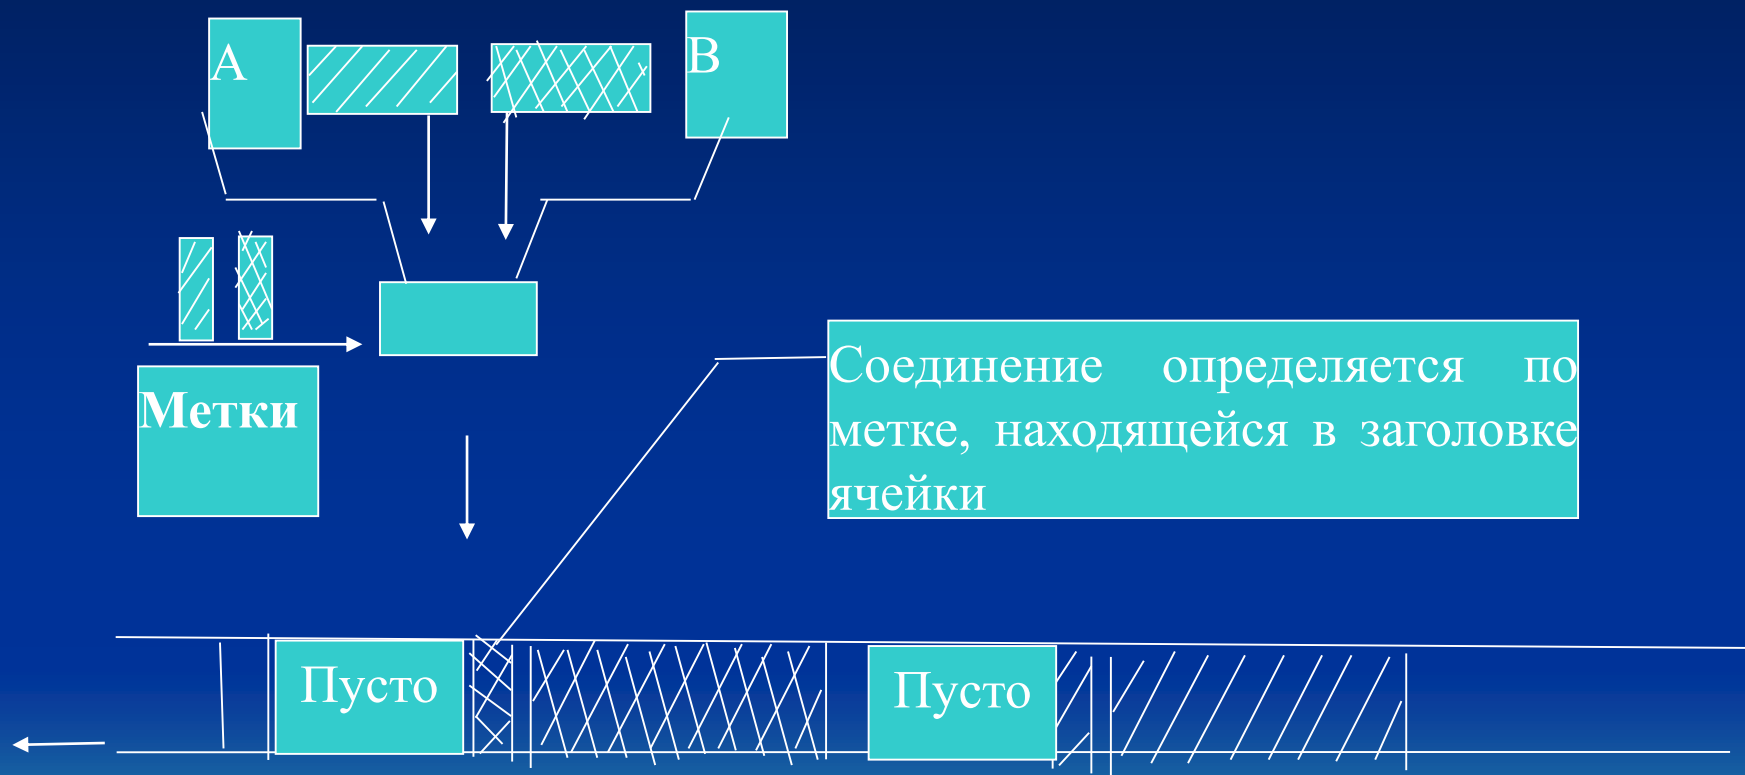 A
B
Метки
Соединение определяется по
метке, находящейся в заголовке
ячейки
Пусто
Пусто